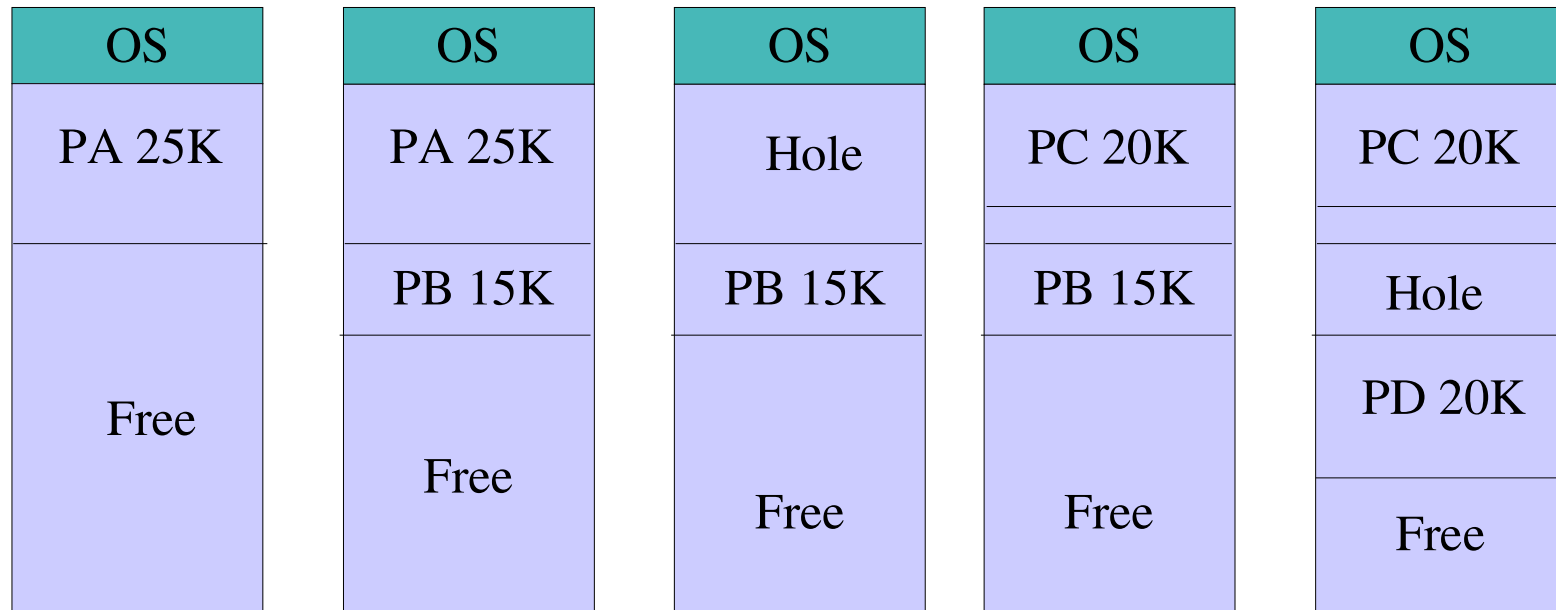 OS
PA 25K
Free
OS
PA 25K
PB 15K
Free
OS
Hole
PB 15K
Free
OS
PC 20K
PB 15K
Free
OS
PC 20K
Hole
PD 20K
Free